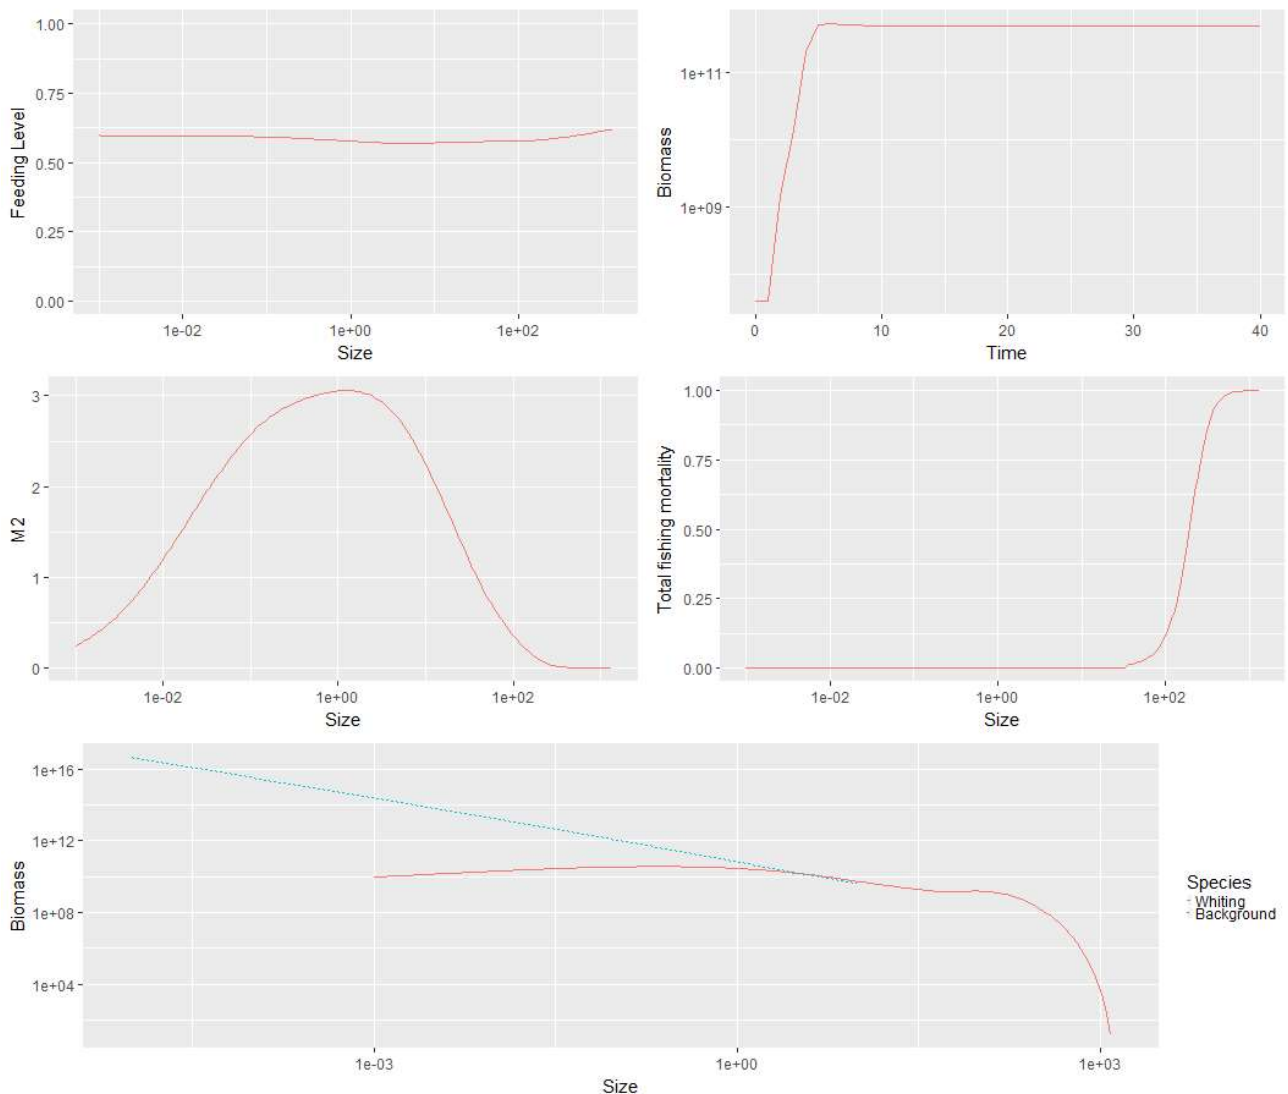 1.00
0.75
0.50
0.25
0.00
Feeding Level
1e-02 1e+00 1e+02
Size
1e+11
1e+09
Biomass
0 10 20 30 40
Time
3
2
1
0
M2
1e-02 1e+00 1e+02
Size
1.00
0.75
0.50
0.25
0.00
Total fishing mortality
1e-02 1e+00 1e+02
Size
1e+16
1e+12
1e+08
1e+04
Biomass
1e-03 1e+00 1e+03
Size
Species
Whiting
Background